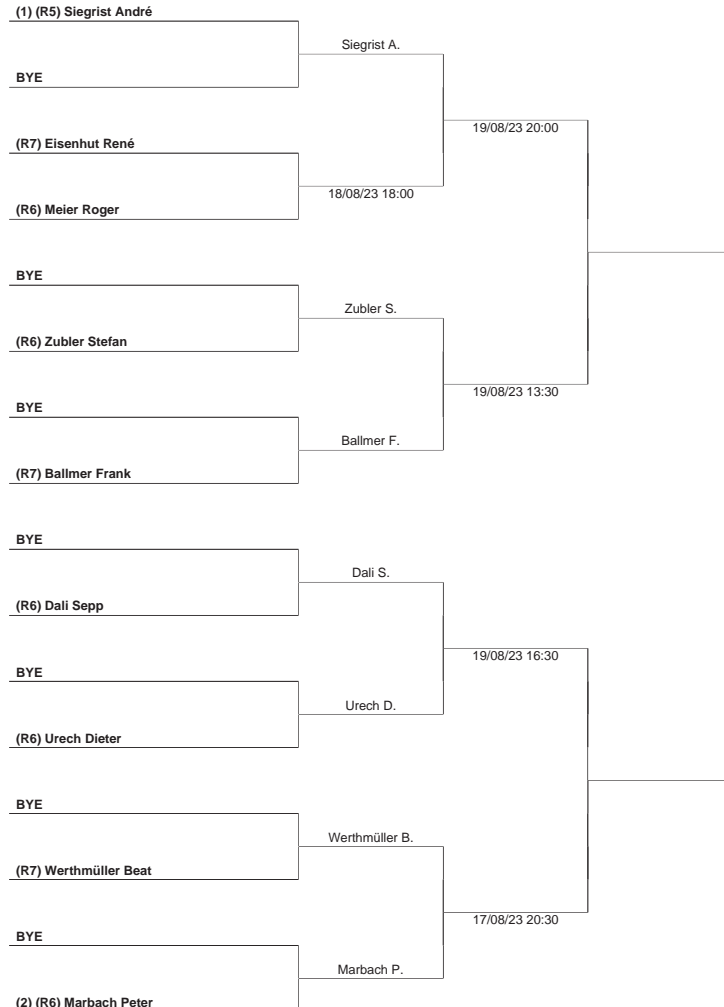 (1) (R5) Siegrist André
Siegrist A.
BYE
19/08/23 20:00
(R7) Eisenhut René
18/08/23 18:00
(R6) Meier Roger
BYE
Zubler S.
(R6) Zubler Stefan
19/08/23 13:30
BYE
Ballmer F.
(R7) Ballmer Frank
BYE
Dali S.
(R6) Dali Sepp
19/08/23 16:30
BYE
Urech D.
(R6) Urech Dieter
BYE
Werthmüller B.
(R7) Werthmüller Beat
17/08/23 20:30
BYE
Marbach P.
(2) (R6) Marbach Peter